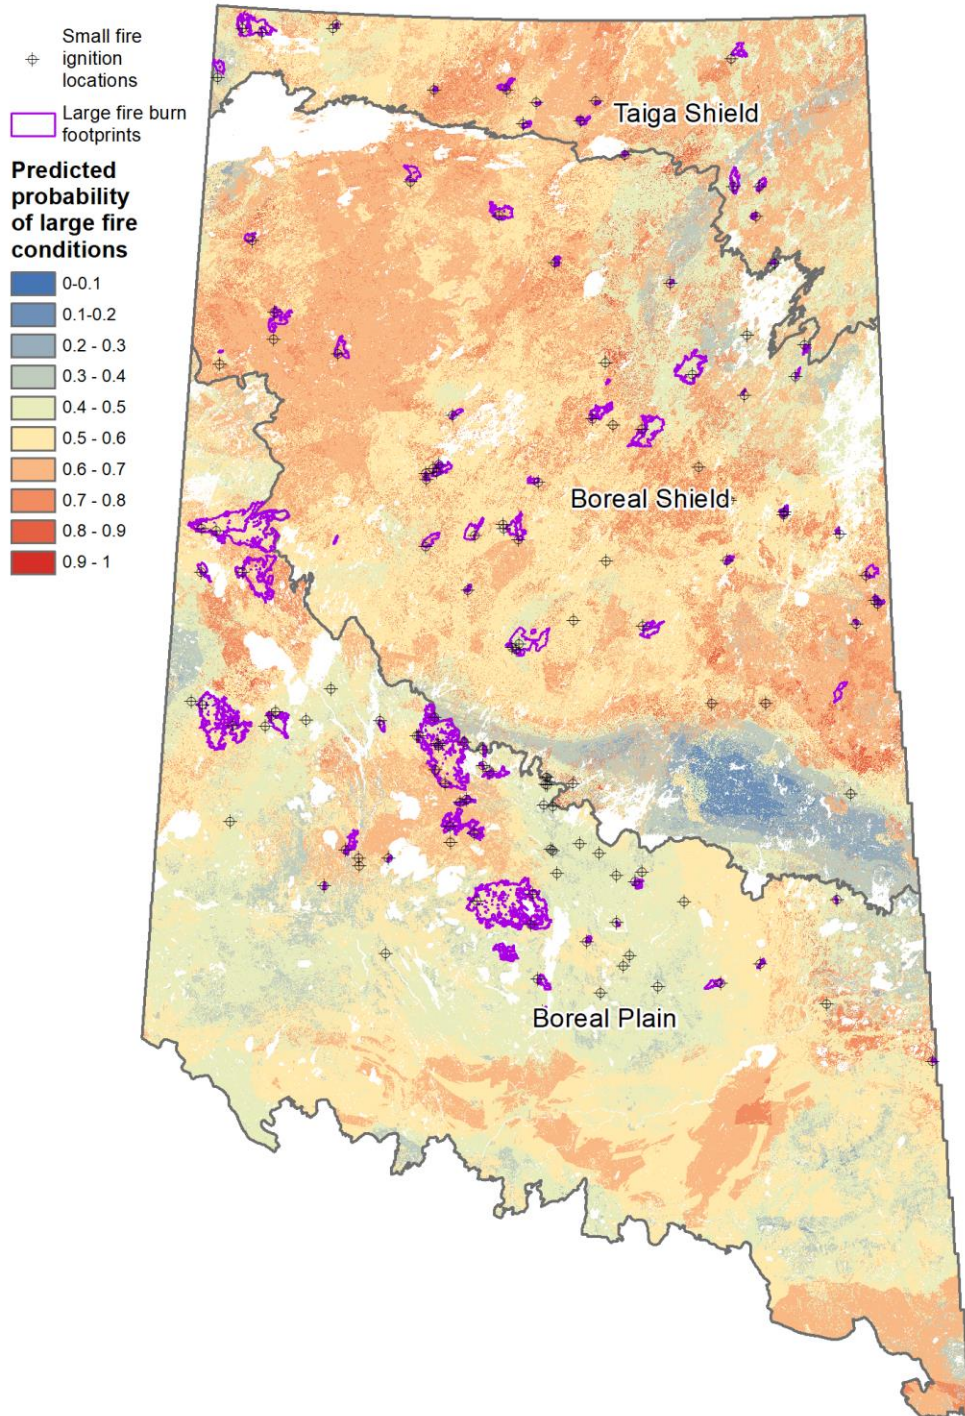 Small fire
ignition
locations
Large fire burn
footprints
Predicted
probability
of large fire
conditions
0-0.1
0.1-0.2
0.2 - 0.3
0.3 - 0.4
0.4 - 0.5
0.5 - 0.6
0.6 - 0.7
0.7 - 0.8
0.8 - 0.9
0.9 - 1
Taiga Shield
Boreal Shield
Boreal Plain